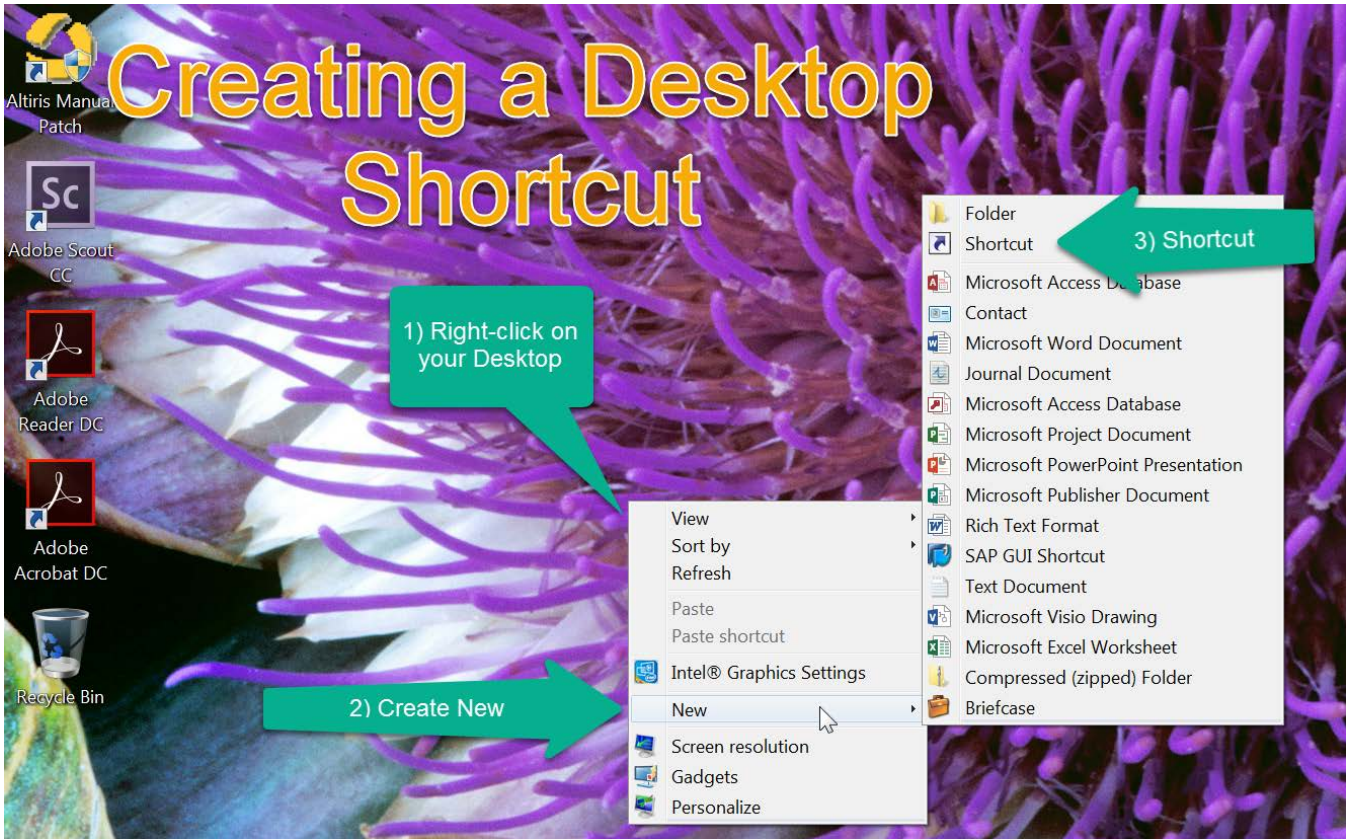 Creating a Desktop
Shortcut
Altiris Manual
Patch
Sc
Adobe Scout
CC
Adobe
Reader DC
Adobe
Acrobat DC
Recycle Bin
1) Right-click on
your Desktop
2) Create New
View
Sort by
Refresh
Paste
Paste shortcut
Intel® Graphics Settings
New
Screen resolution
Gadgets
Personalize
3) Shortcut
Folder
Shortcut
Microsoft Access Database
Contact
Microsoft Word Document
Journal Document
Microsoft Access Database
Microsoft Project Document
Microsoft PowerPoint Presentation
Microsoft Publisher Document
Rich Text Format
SAP GUI Shortcut
Text Document
Microsoft Visio Drawing
Microsoft Excel Worksheet
Compressed (zipped) Folder
Briefcase